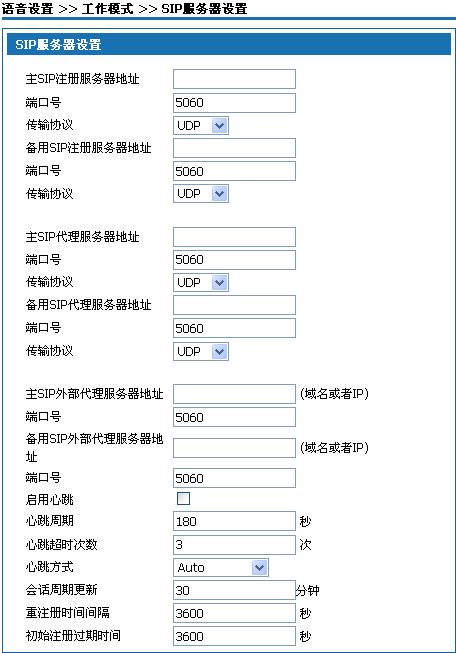 语音设置 >> 工作模式 >> SIP服务器设置
SIP服务器设置
主SIP注册服务器地址
端口号 5060
传输协议 UDP
备用SIP注册服务器地址
端口号 5060
传输协议 UDP
主SIP代理服务器地址
端口号 5060
传输协议 UDP
备用SIP代理服务器地址
端口号 5060
传输协议 UDP
主SIP外部代理服务器地址 (域名或者IP)
端口号 5060
备用SIP外部代理服务器地 (域名或者IP)
址
端口号 5060
启用心跳
心跳周期 180 秒
心跳超时次数 3 次
心跳方式 Auto
会话周期更新 30 分钟
重注册时间间隔 3600 秒
初始注册过期时间 3600 秒